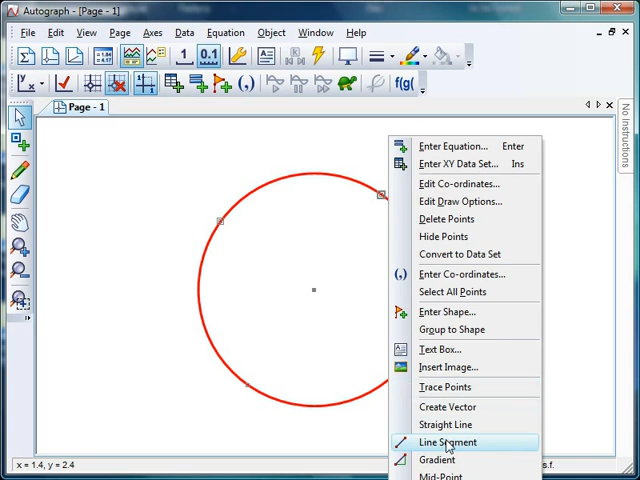 Autograph - [Page - 1]
File Edit View Page Axes Data Equation Object Window Help
1 0.1
f(g(
Page - 1
No Instructions
Enter Equation... Enter
Enter XY Data Set... Ins
Edit Co-ordinates...
Edit Draw Options...
Delete Points
Hide Points
Convert to Data Set
Enter Co-ordinates...
Select All Points
Enter Shape...
Group to Shape
Text Box...
Insert Image...
Trace Points
Create Vector
Straight Line
Line Segment
Gradient
Mid-Point
x = 1.4, y = 2.4
s.f.